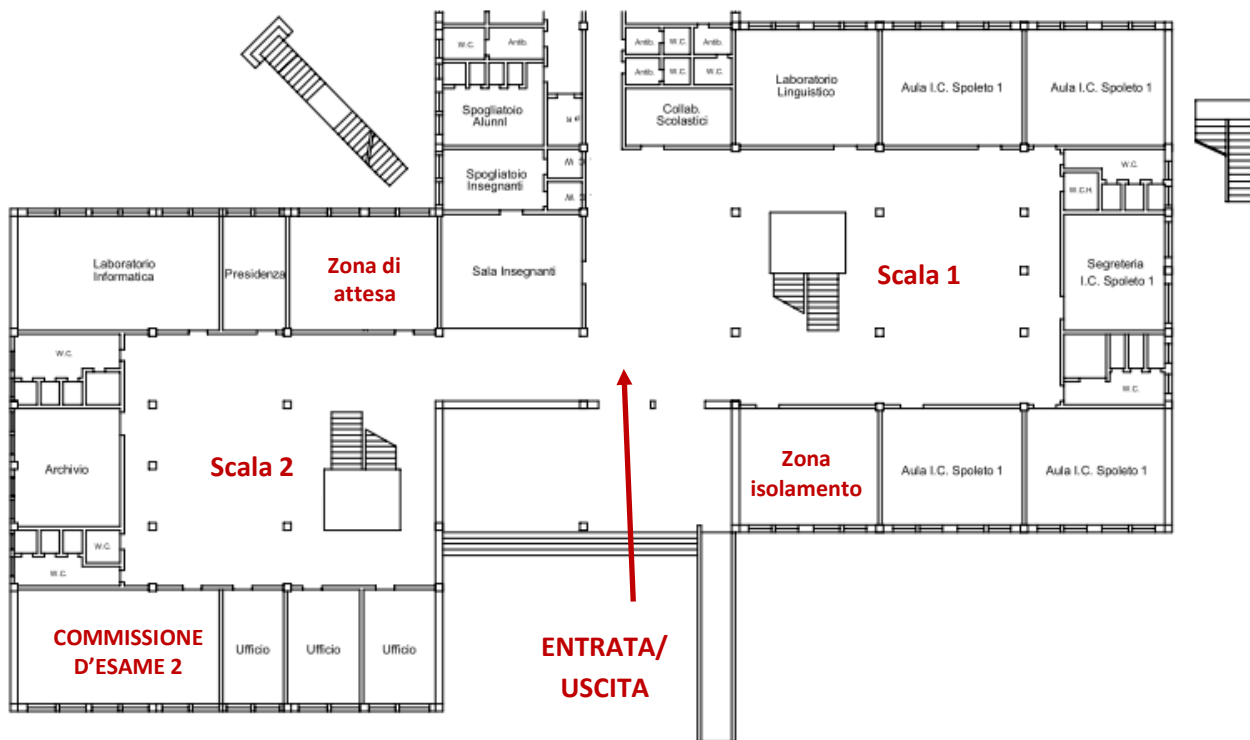 W.C.
Antib.
Antib.
W.C.
Antib.
Antib.
W.C.
W.C.
Spogliatoio
Alunni
Collab.
Scolastici
Laboratorio
Linguistico
Aula I.C. Spoleto 1
Aula I.C. Spoleto 1
Spogliatoio
Insegnanti
W.C.
W.C.
W.C.
W.C.H.
Laboratorio
Informatica
Presidenza
Zona di
attesa
Sala Insegnanti
Scala 1
Segreteria
I.C. Spoleto 1
W.C.
W.C.
Archivio
Scala 2
Zona
isolamento
Aula I.C. Spoleto 1
Aula I.C. Spoleto 1
W.C.
W.C.
COMMISSIONE
D'ESAME 2
Ufficio
Ufficio
Ufficio
ENTRATA/
USCITA